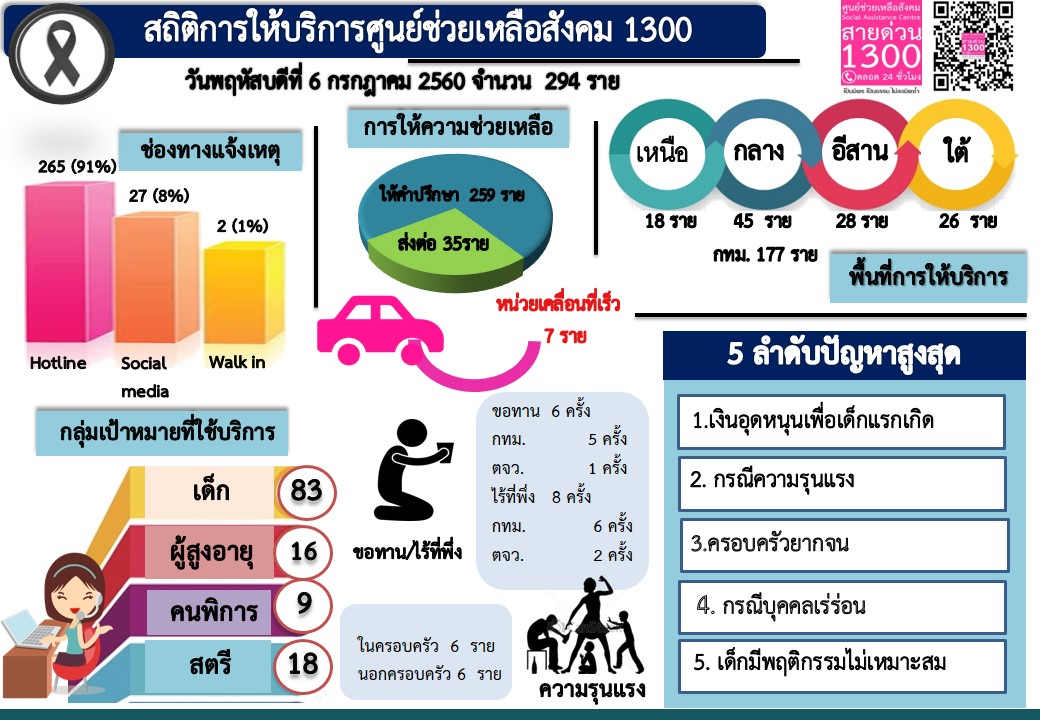 สถิติการให้บริการศูนย์ช่วยเหลือสังคม 1300
ศูนย์ช่วยเหลือสังคม
Social Assistance Centre
สายด่วน
1300
ตลอด 24 ชั่วโมง
เป็นมิตร เป็นธรรม ไม่ละเมิดซ้ำ
วันพฤหัสบดีที่ 6 กรกฎาคม 2560 จำนวน 294 ราย
ช่องทางแจ้งเหตุ
265 (91%)
27 (8%)
2 (1%)
Hotline
Social media
Walk in
การให้ความช่วยเหลือ
ให้คำปรึกษา 259 ราย
ส่งต่อ 35ราย
หน่วยเคลื่อนที่เร็ว
7 ราย
เหนือ
กลาง
อีสาน
ใต้
18 ราย
45 ราย
28 ราย
26 ราย
กทม. 177 ราย
พื้นที่การให้บริการ
กลุ่มเป้าหมายที่ใช้บริการ
เด็ก 83
ผู้สูงอายุ 16
คนพิการ 9
สตรี 18
ขอทาน 6 ครั้ง
กทม. 5 ครั้ง
ตจว. 1 ครั้ง
ไร้ที่พึ่ง 8 ครั้ง
กทม. 6 ครั้ง
ตจว. 2 ครั้ง
ขอทาน/ไร้ที่พึ่ง
ในครอบครัว 6 ราย
นอกครอบครัว 6 ราย
ความรุนแรง
5 ลำดับปัญหาสูงสุด
1.เงินอุดหนุนเพื่อเด็กแรกเกิด
2. กรณีความรุนแรง
3.ครอบครัวยากจน
4. กรณีบุคคลเร่ร่อน
5. เด็กมีพฤติกรรมไม่เหมาะสม